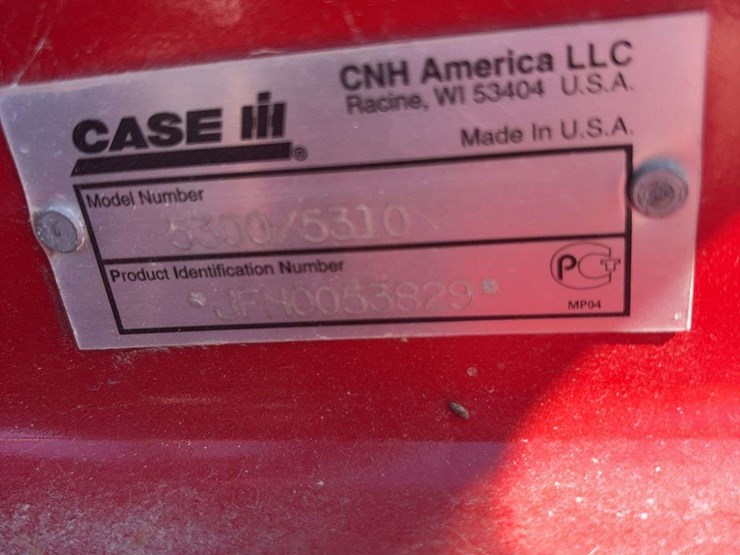 CASE IH ®
CNH America LLC
Racine, WI 53404 U.S.A.
Made In U.S.A.
Model Number
5300/5310
Product Identification Number
*JFH0053829*
PCT
MP04